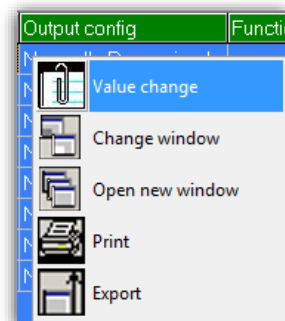 Output config Functi
Value change
Change window
Open new window
Print
Export